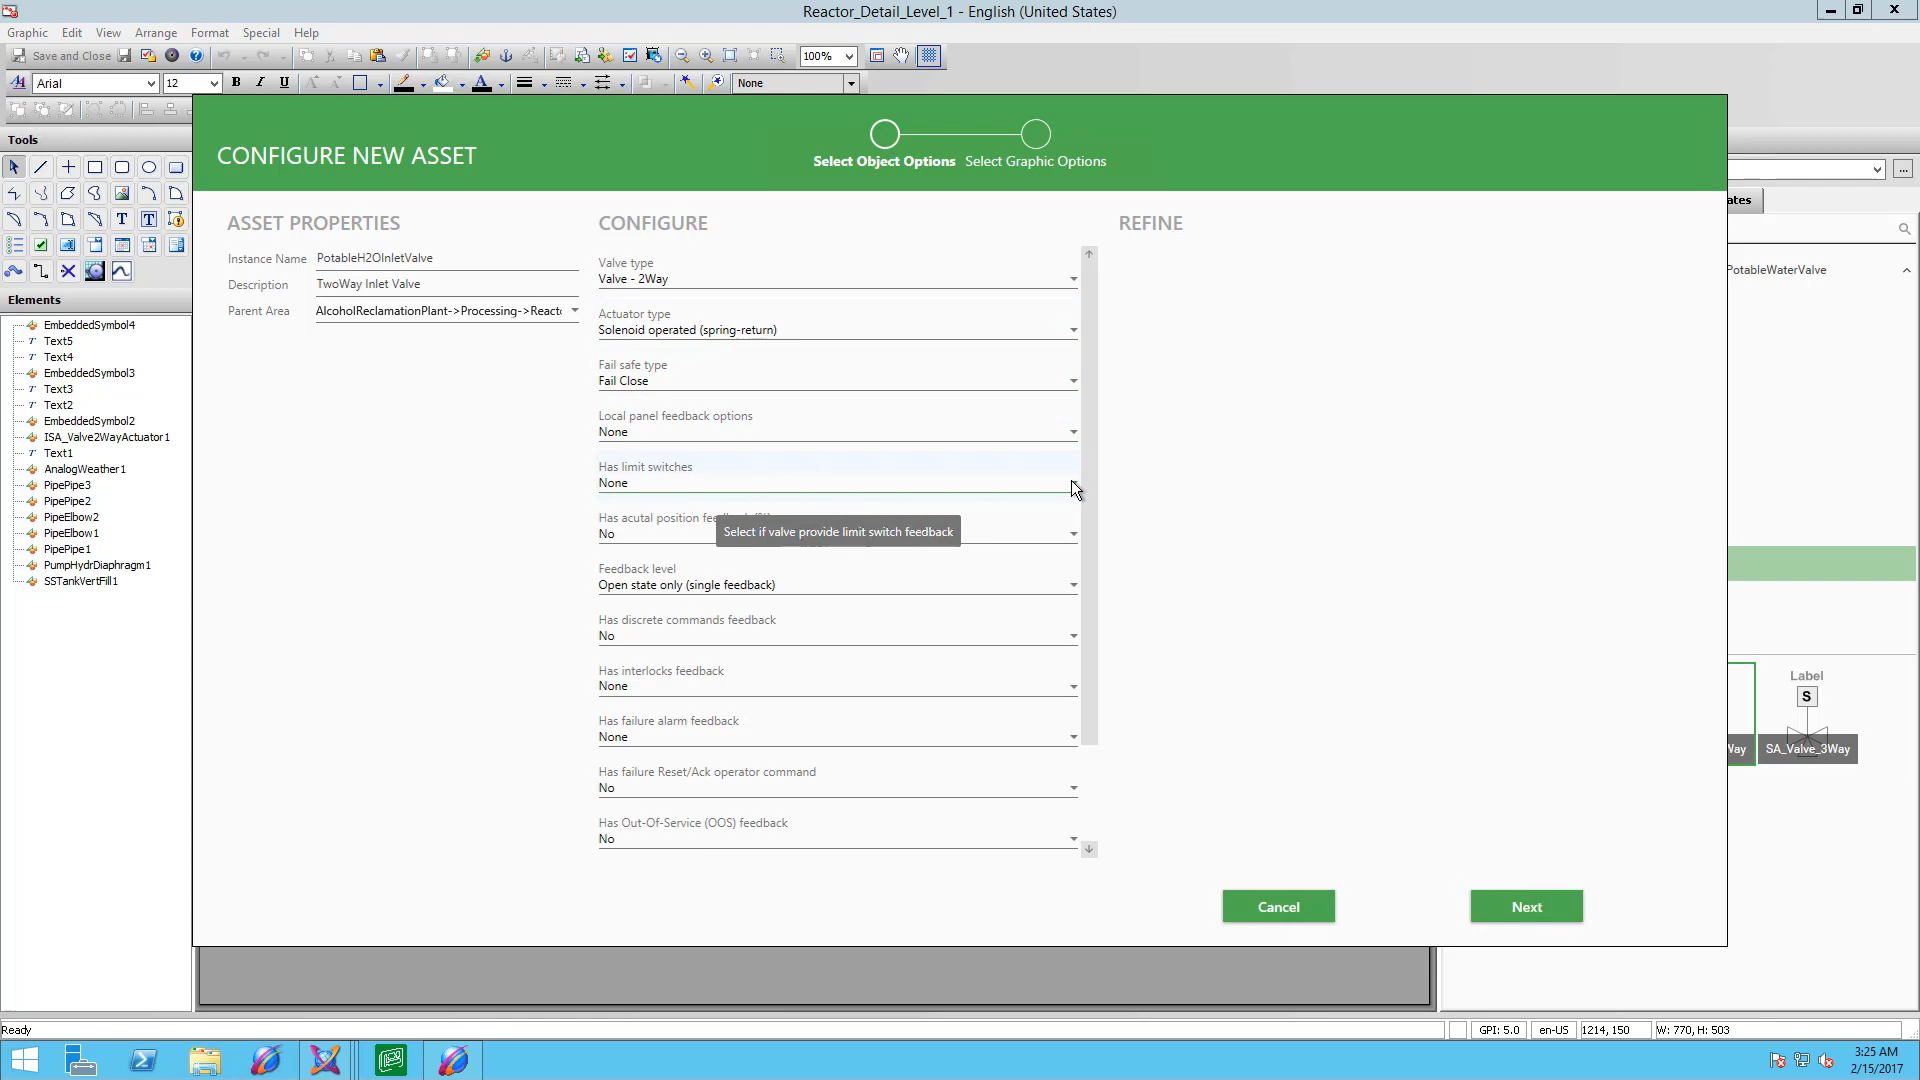 Reactor_Detail_Level_1 - English (United States)
Graphic Edit View Arrange Format Special Help
Save and Close
100%
Arial
12
B I U A
None
Tools
T T
Elements
EmbeddedSymbol4
Text5
Text4
EmbeddedSymbol3
Text3
Text2
EmbeddedSymbol2
ISA_Valve2WayActuator1
Text1
AnalogWeather1
PipePipe3
PipePipe2
PipeElbow2
PipeElbow1
PipePipe1
PumpHydrDiaphragm1
SSTankVertFill1
CONFIGURE NEW ASSET
Select Object Options
Select Graphic Options
ASSET PROPERTIES
Instance Name PotableH2OInletValve
Description TwoWay Inlet Valve
Parent Area AlcoholReclamationPlant->Processing->Reacto
CONFIGURE
Valve type
Valve - 2Way
Actuator type
Solenoid operated (spring-return)
Fail safe type
Fail Close
Local panel feedback options
None
Has limit switches
None
Has acutal position fee
No
Select if valve provide limit switch feedback
Feedback level
Open state only (single feedback)
Has discrete commands feedback
No
Has interlocks feedback
None
Has failure alarm feedback
None
Has failure Reset/Ack operator command
No
Has Out-Of-Service (OOS) feedback
No
REFINE
Cancel
Next
...
ates
PotableWaterValve
Label
S
Way
SA_Valve_3Way
Ready
GPI: 5.0
en-US
1214, 150
W: 770, H: 503
3:25 AM
2/15/2017